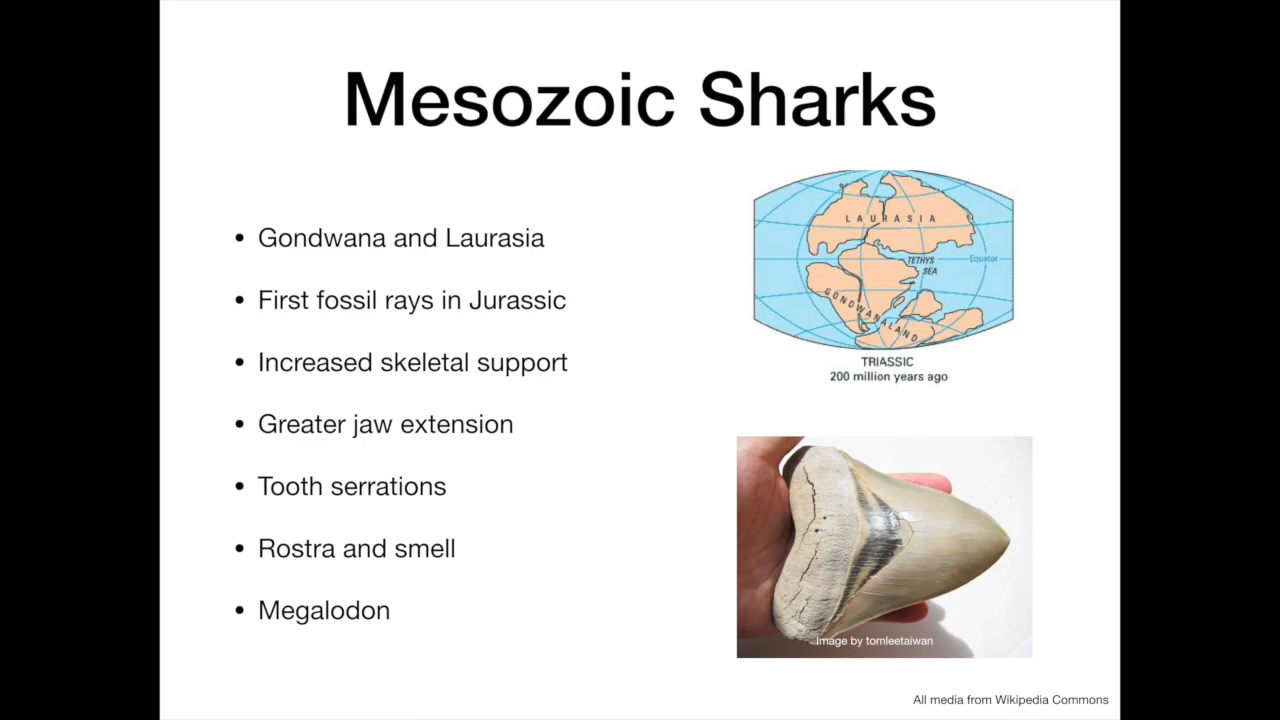 Mesozoic Sharks
• Gondwana and Laurasia
• First fossil rays in Jurassic
• Increased skeletal support
• Greater jaw extension
• Tooth serrations
• Rostra and smell
• Megalodon
LAURASIA
TETHYS
SEA
Equator
GONDWANALAND
TRIASSIC
200 million years ago
Image by tomleetaiwan
All media from Wikipedia Commons